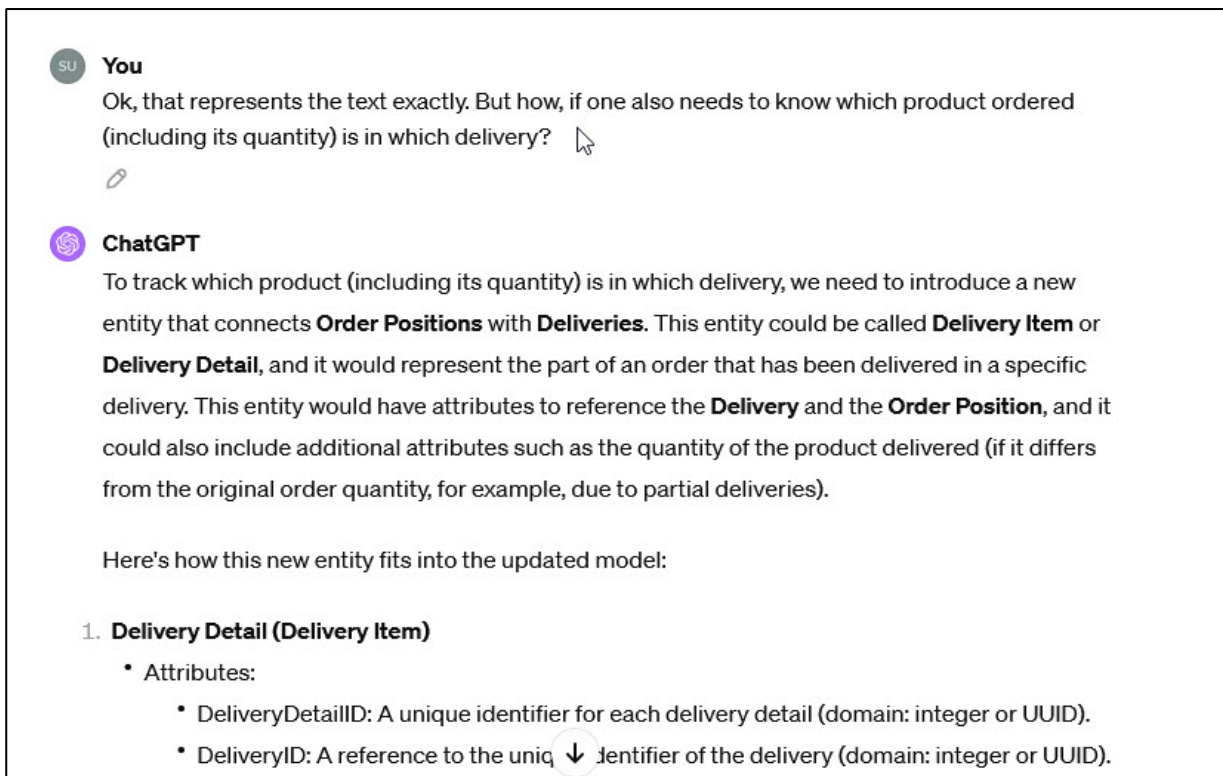 SU
You
Ok, that represents the text exactly. But how, if one also needs to know which product ordered
(including its quantity) is in which delivery?
ChatGPT
To track which product (including its quantity) is in which delivery, we need to introduce a new
entity that connects Order Positions with Deliveries. This entity could be called Delivery Item or
Delivery Detail, and it would represent the part of an order that has been delivered in a specific
delivery. This entity would have attributes to reference the Delivery and the Order Position, and it
could also include additional attributes such as the quantity of the product delivered (if it differs
from the original order quantity, for example, due to partial deliveries).
Here's how this new entity fits into the updated model:
1. Delivery Detail (Delivery Item)
• Attributes:
• DeliveryDetailID: A unique identifier for each delivery detail (domain: integer or UUID).
• DeliveryID: A reference to the uniq dentifier of the delivery (domain: integer or UUID).